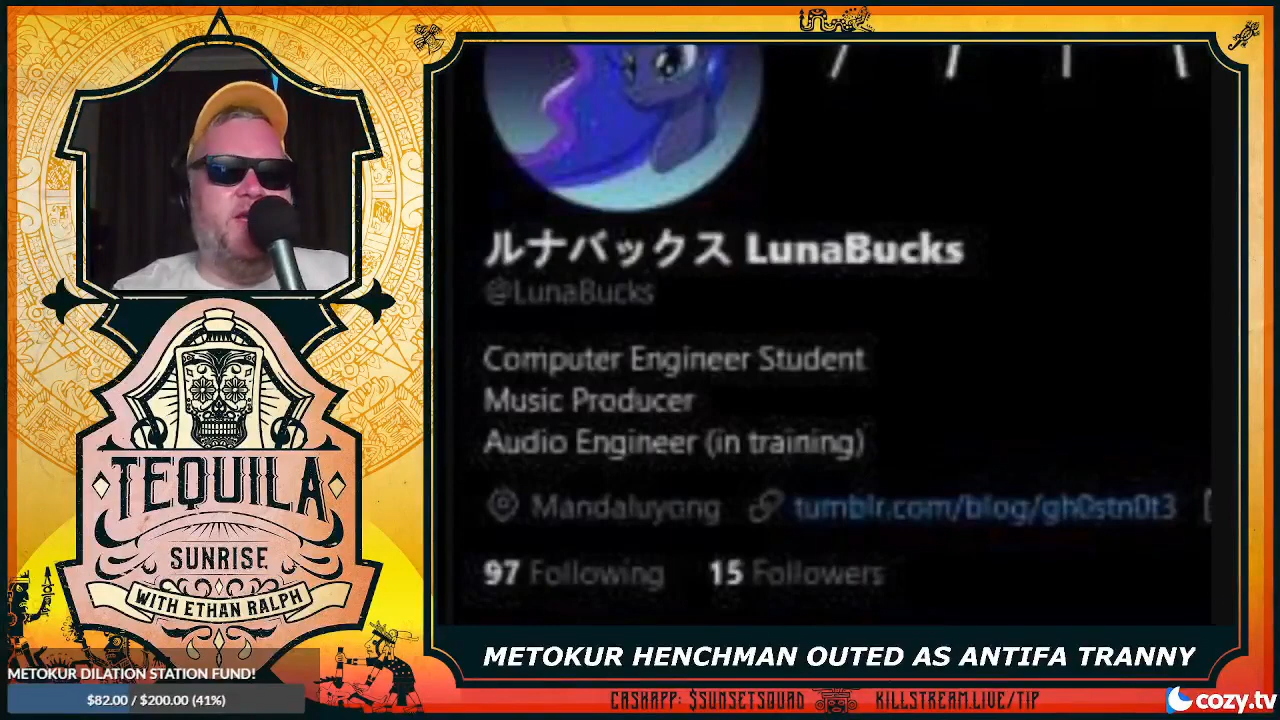 ルナバックス LunaBucks
@LunaBucks
Computer Engineer Student
Music Producer
Audio Engineer (in training)
Mandaluyong tumblr.com/blog/gh0stn0t3
97 Following 15 Followers
TEQUILA
SUNRISE
WITH ETHAN RALPH
METOKUR DILATION STATION FUND!
$82.00 / $200.00 (41%)
METOKUR HENCHMAN OUTED AS ANTIFA TRANNY
CASHAPP: $SUNSETSQUAD KILLSTREAM.LIVE/TIP
cozy.tv